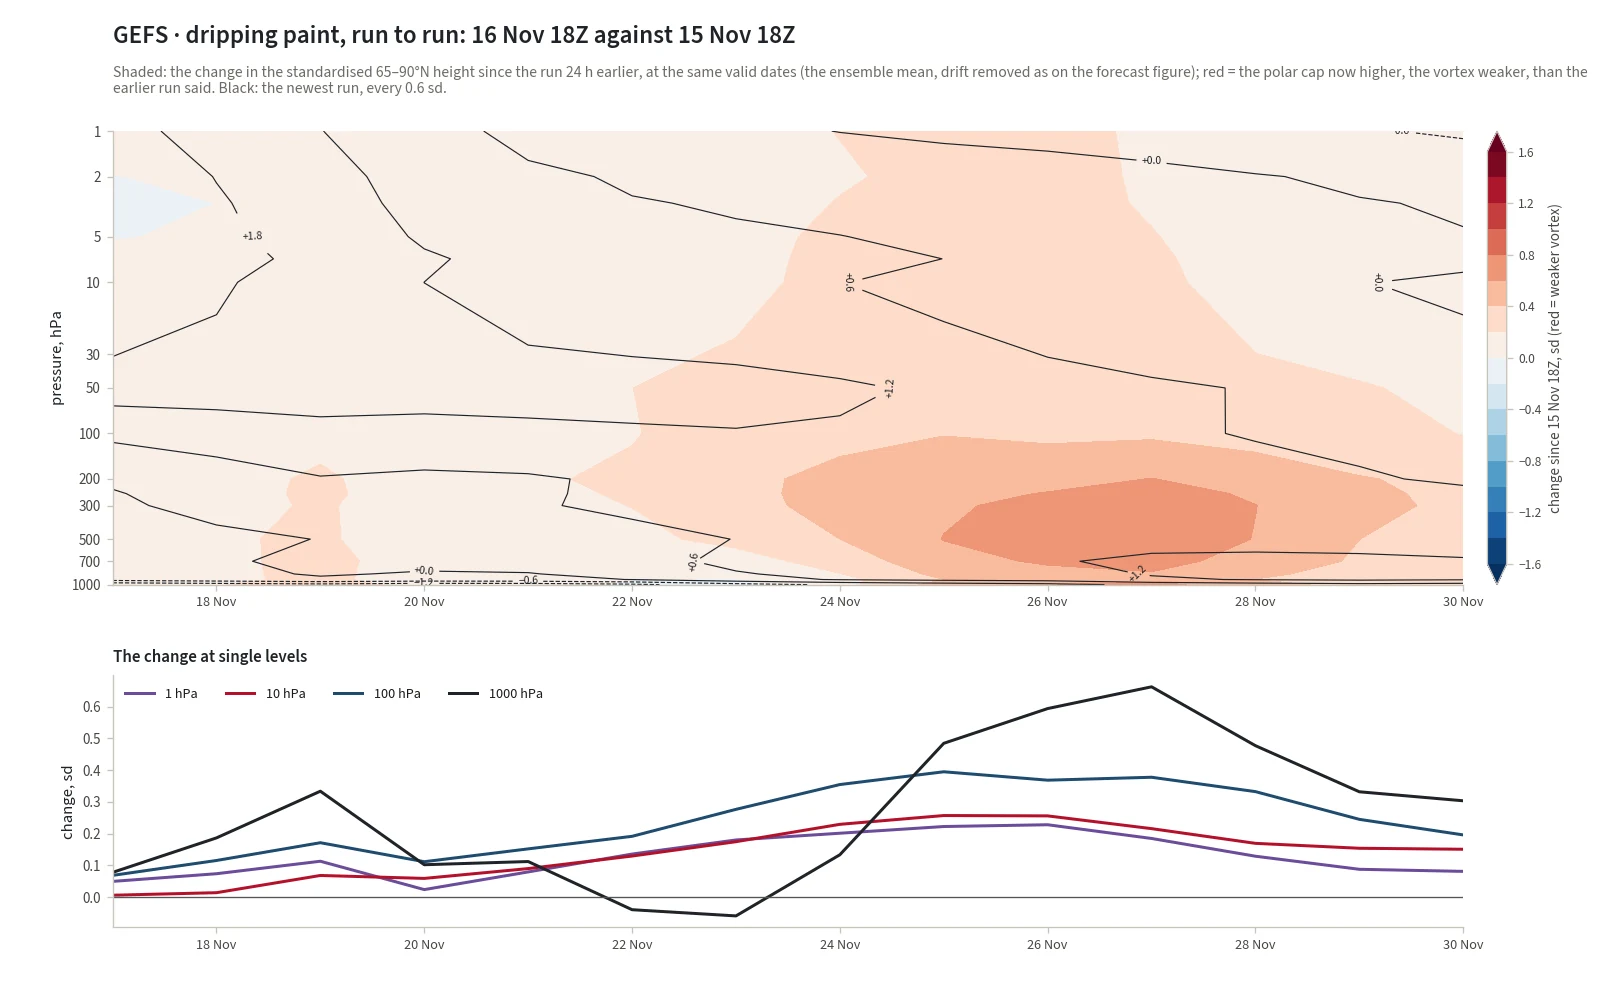 GEFS · dripping paint, run to run: 16 Nov 18Z against 15 Nov 18Z
Shaded: the change in the standardised 65–90°N height since the run 24 h earlier, at the same valid dates (the ensemble mean, drift removed as on the forecast figure); red = the polar cap now higher, the vortex weaker, than the
earlier run said. Black: the newest run, every 0.6 sd.
pressure, hPa
1
2
5
10
30
50
100
200
300
500
700
1000
+1.8
+0.6
+1.2
+0.0
+0.0
+0.6
+1.2
+0.0
−0.6
18 Nov
20 Nov
22 Nov
24 Nov
26 Nov
28 Nov
30 Nov
1.6
1.2
0.8
0.4
0.0
−0.4
−0.8
−1.2
−1.6
change since 15 Nov 18Z, sd (red = weaker vortex)
The change at single levels
1 hPa
10 hPa
100 hPa
1000 hPa
change, sd
0.6
0.5
0.4
0.3
0.2
0.1
0.0
18 Nov
20 Nov
22 Nov
24 Nov
26 Nov
28 Nov
30 Nov